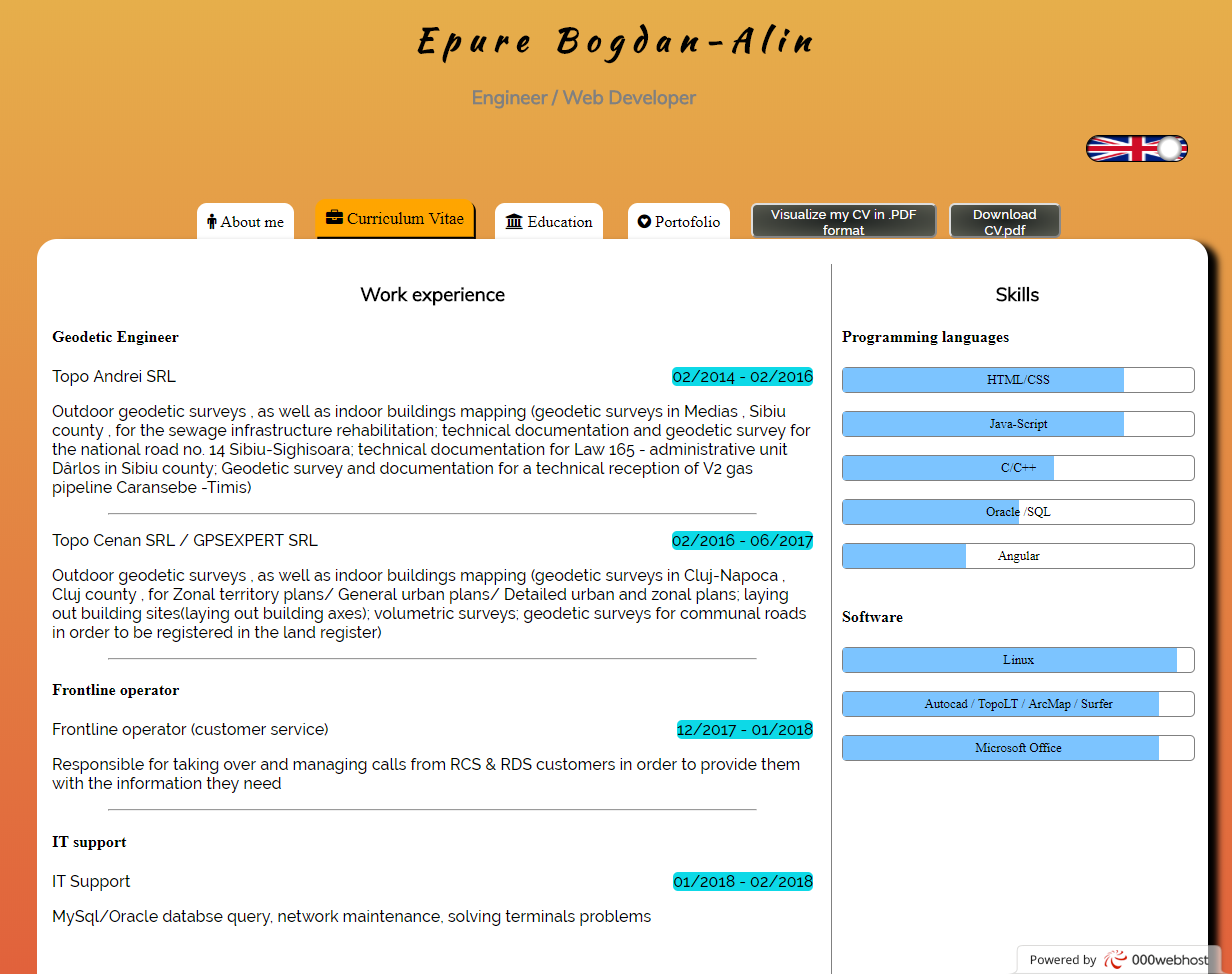 Epure Bogdan-Alin
Engineer / Web Developer
About me
Curriculum Vitae
Education
Portofolio
Visualize my CV in .PDF
format
Download
CV.pdf
Work experience
Geodetic Engineer
Topo Andrei SRL
02/2014 - 02/2016
Outdoor geodetic surveys , as well as indoor buildings mapping (geodetic surveys in Medias , Sibiu
county , for the sewage infrastructure rehabilitation; technical documentation and geodetic survey for
the national road no. 14 Sibiu-Sighisoara; technical documentation for Law 165 - administrative unit
Dârlos in Sibiu county; Geodetic survey and documentation for a technical reception of V2 gas
pipeline Caransebe -Timis)
Topo Cenan SRL / GPSEXPERT SRL
02/2016 - 06/2017
Outdoor geodetic surveys , as well as indoor buildings mapping (geodetic surveys in Cluj-Napoca ,
Cluj county , for Zonal territory plans/ General urban plans/ Detailed urban and zonal plans; laying
out building sites(laying out building axes); volumetric surveys; geodetic surveys for communal roads
in order to be registered in the land register)
Frontline operator
Frontline operator (customer service)
12/2017 - 01/2018
Responsible for taking over and managing calls from RCS & RDS customers in order to provide them
with the information they need
IT support
IT Support
01/2018 - 02/2018
MySql/Oracle databse query, network maintenance, solving terminals problems
Skills
Programming languages
HTML/CSS
Java-Script
C/C++
Oracle /SQL
Angular
Software
Linux
Autocad / TopoLT / ArcMap / Surfer
Microsoft Office
Powered by 000webhost